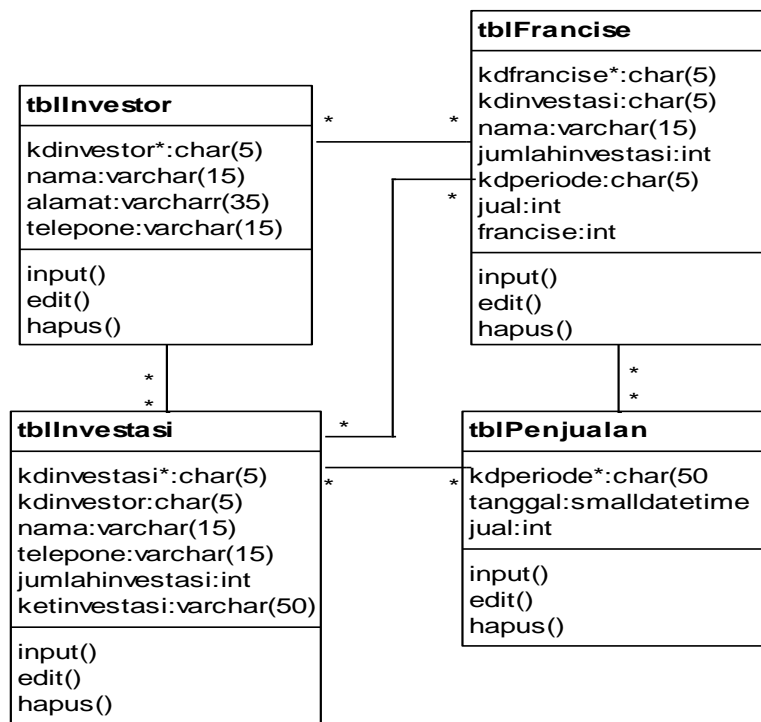 tblFrancise
kdfrancise*:char(5)
kdinvestasi:char(5)
nama:varchar(15)
jumlahinvestasi:int
kdperiode:char(5)
jual:int
francise:int
input()
edit()
hapus()
tblInvestor
kdinvestor*:char(5)
nama:varchar(15)
alamat:varcharr(35)
telepone:varchar(15)
input()
edit()
hapus()
* *
*
*
*
*
*
*
* *
tblInvestasi
kdinvestasi*:char(5)
kdinvestor:char(5)
nama:varchar(15)
telepone:varchar(15)
jumlahinvestasi:int
ketinvestasi:varchar(50)
input()
edit()
hapus()
tblPenjualan
kdperiode*:char(50
tanggal:smalldatetime
jual:int
input()
edit()
hapus()